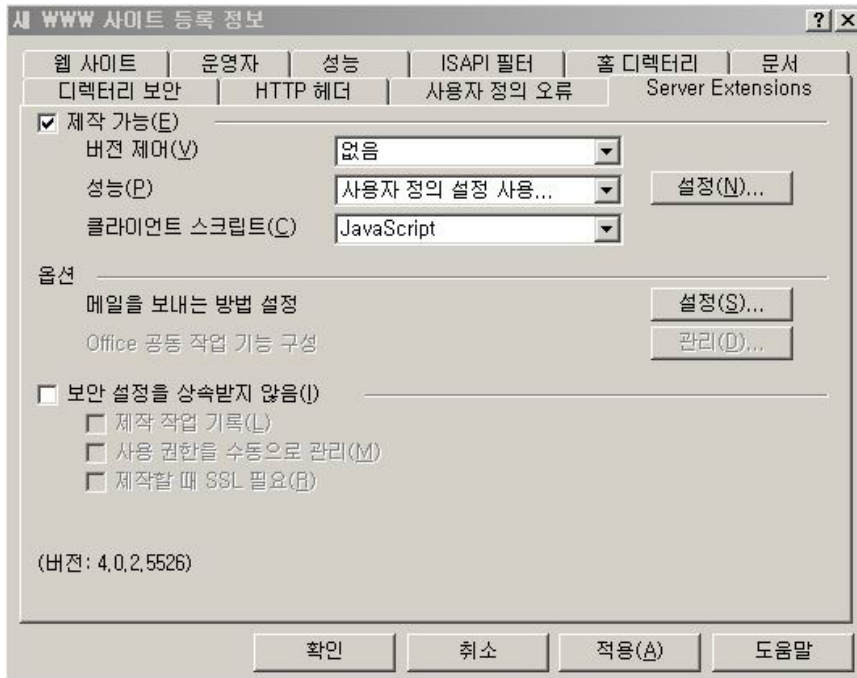 새 WWW 사이트 등록 정보
웹 사이트 운영자 성능 ISAPI 필터 홈 디렉터리 문서
디렉터리 보안 HTTP 헤더 사용자 정의 오류 Server Extensions
제작 가능(E)
버전 제어(V) 없음
성능(P) 사용자 정의 설정 사용... 설정(N)...
클라이언트 스크립트(C) JavaScript
옵션
메일을 보내는 방법 설정 설정(S)...
Office 공동 작업 기능 구성 관리(D)...
보안 설정을 상속받지 않음(I)
제작 작업 기록(L)
사용 권한을 수동으로 관리(M)
제작할 때 SSL 필요(R)
(버전: 4.0.2.5526)
확인 취소 적용(A) 도움말